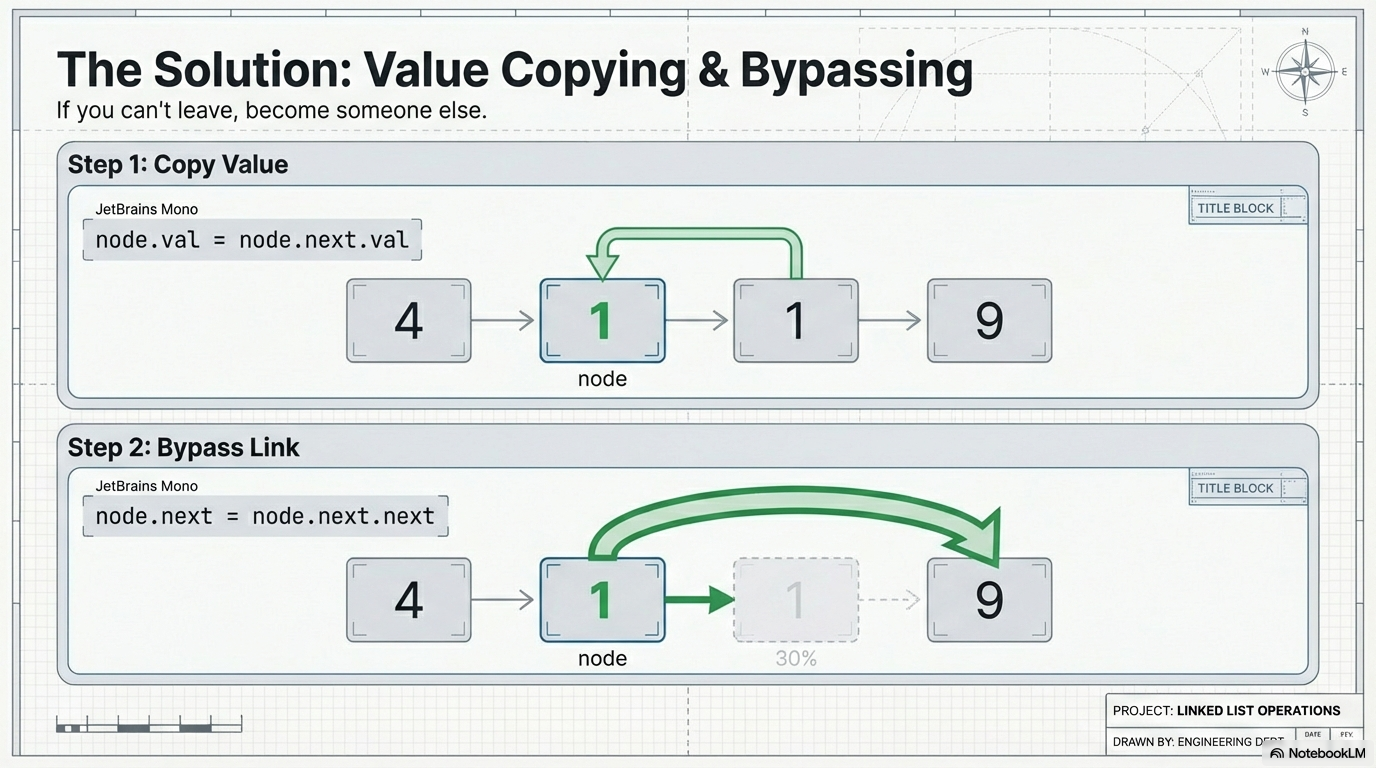 The Solution: Value Copying & Bypassing
If you can't leave, become someone else.
N
W E
S
Step 1: Copy Value
JetBrains Mono
node.val = node.next.val
TITLE BLOCK
4 1 1 9
node
Step 2: Bypass Link
JetBrains Mono
node.next = node.next.next
TITLE BLOCK
4 1 1 9
node 30%
PROJECT: LINKED LIST OPERATIONS
DRAWN BY: ENGINEERING DEPT. DATE
NotebookLM